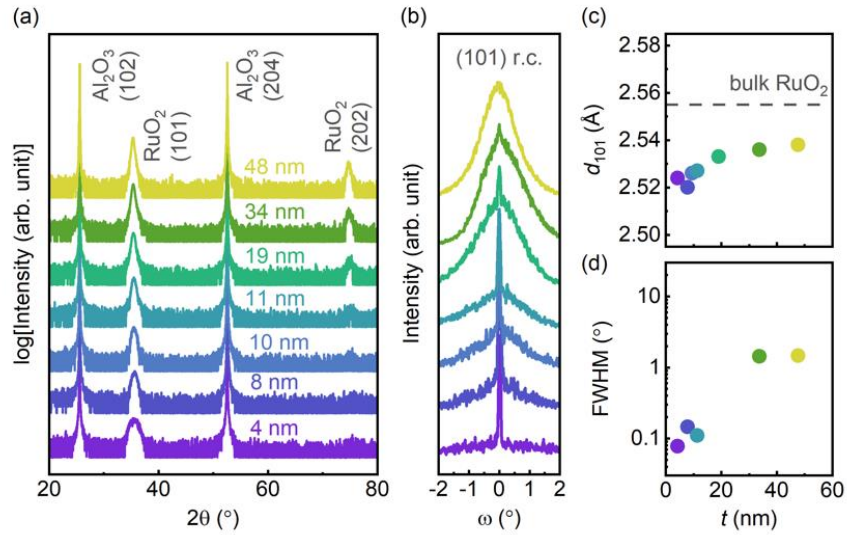 (a)
Al₂O₃
(102)
RuO₂
(101)
Al₂O₃
(204)
RuO₂
(202)
48 nm
34 nm
19 nm
11 nm
10 nm
8 nm
4 nm
log[Intensity (arb. unit)]
20
40
60
80
2θ (°)
(b)
(101) r.c.
Intensity (arb. unit)
-2
-1
0
1
2
ω (°)
(c)
2.58
2.56
2.54
2.52
2.50
d₁₀₁ (Å)
bulk RuO₂
(d)
10
1
0.1
FWHM (°)
0
20
40
60
t (nm)